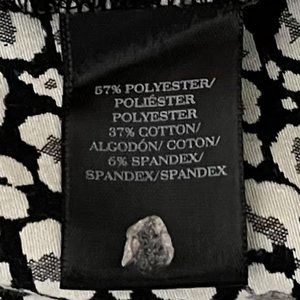 57% POLYESTER/
POLIÉSTER
POLYESTER
37% COTTON/
ALGODÓN/ COTON/
6% SPANDEX/
SPANDEX/SPANDEX